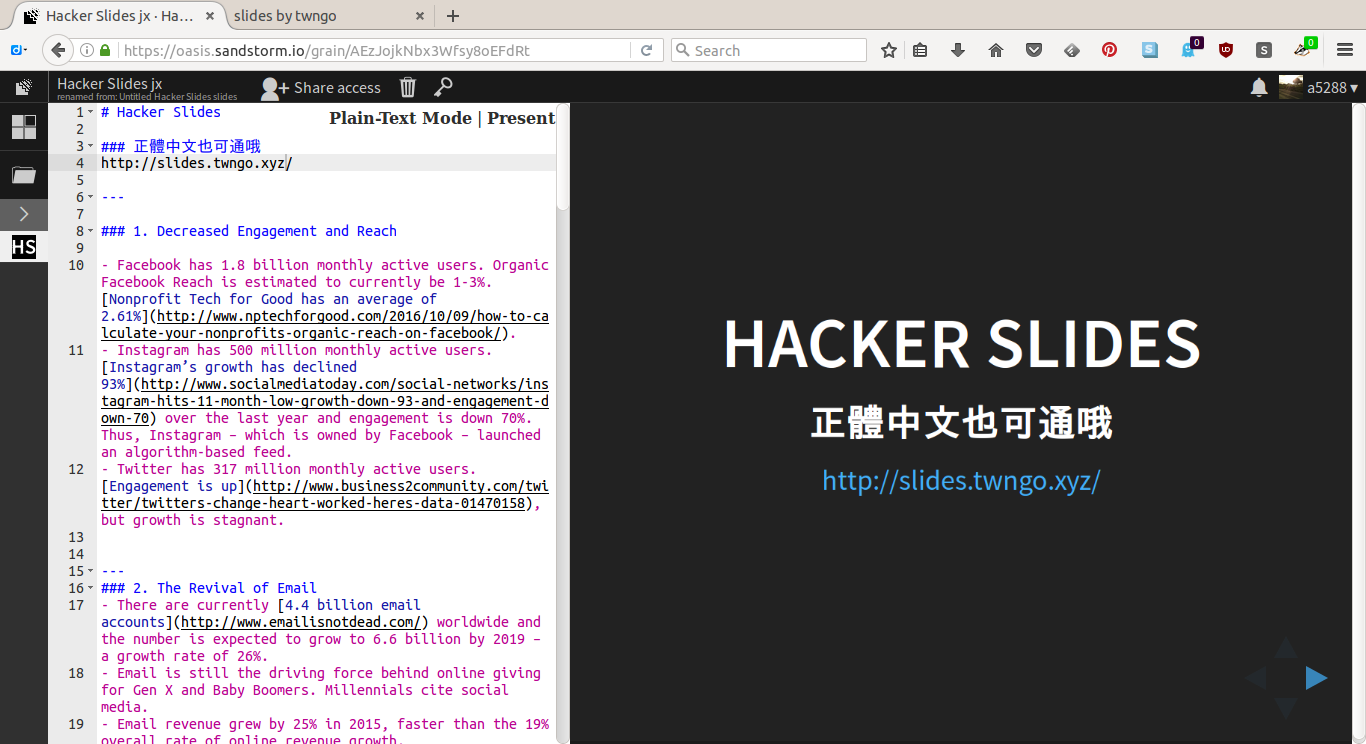 Hacker Slides jx · Ha…
slides by twngo
https://oasis.sandstorm.io/grain/AEzJojkNbx3Wfsy8oEFdRt
Search
0
0
Hacker Slides jx
renamed from: Untitled Hacker Slides slides
Share access
a5288 ▾
HS
Plain-Text Mode | Present
1 # Hacker Slides
2
3 ### 正體中文也可通哦
4 http://slides.twngo.xyz/
5
6 ---
7
8 ### 1. Decreased Engagement and Reach
9
10 - Facebook has 1.8 billion monthly active users. Organic
Facebook Reach is estimated to currently be 1-3%.
[Nonprofit Tech for Good has an average of
2.61%](http://www.nptechforgood.com/2016/10/09/how-to-ca
lculate-your-nonprofits-organic-reach-on-facebook/).
11 - Instagram has 500 million monthly active users.
[Instagram’s growth has declined
93%](http://www.socialmediatoday.com/social-networks/ins
tagram-hits-11-month-low-growth-down-93-and-engagement-d
own-70) over the last year and engagement is down 70%.
Thus, Instagram – which is owned by Facebook – launched
an algorithm-based feed.
12 - Twitter has 317 million monthly active users.
[Engagement is up](http://www.business2community.com/twi
tter/twitters-change-heart-worked-heres-data-01470158),
but growth is stagnant.
13
14
15 ---
16 ### 2. The Revival of Email
17 - There are currently [4.4 billion email
accounts](http://www.emailisnotdead.com/) worldwide and
the number is expected to grow to 6.6 billion by 2019 –
a growth rate of 26%.
18 - Email is still the driving force behind online giving
for Gen X and Baby Boomers. Millennials cite social
media.
19 - Email revenue grew by 25% in 2015, faster than the 19%
overall rate of online revenue growth.
HACKER SLIDES
正體中文也可通哦
http://slides.twngo.xyz/